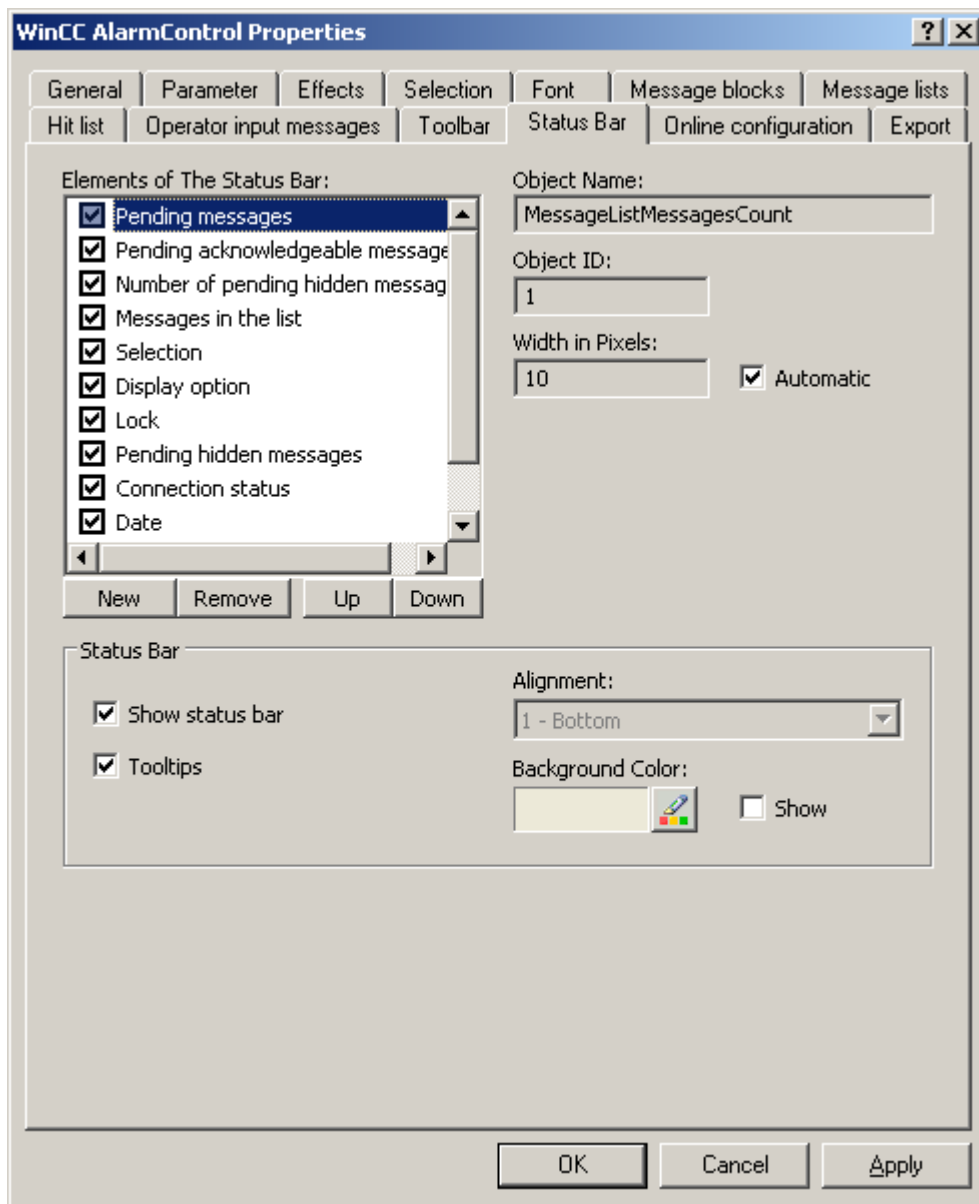 WinCC AlarmControl Properties
General Parameter Effects Selection Font Message blocks Message lists
Hit list Operator input messages Toolbar Status Bar Online configuration Export
Elements of The Status Bar:
Pending messages
Pending acknowledgeable message
Number of pending hidden messag
Messages in the list
Selection
Display option
Lock
Pending hidden messages
Connection status
Date
New Remove Up Down
Object Name:
MessageListMessagesCount
Object ID:
1
Width in Pixels:
10 Automatic
Status Bar
Show status bar
Tooltips
Alignment:
1 - Bottom
Background Color:
Show
OK Cancel Apply